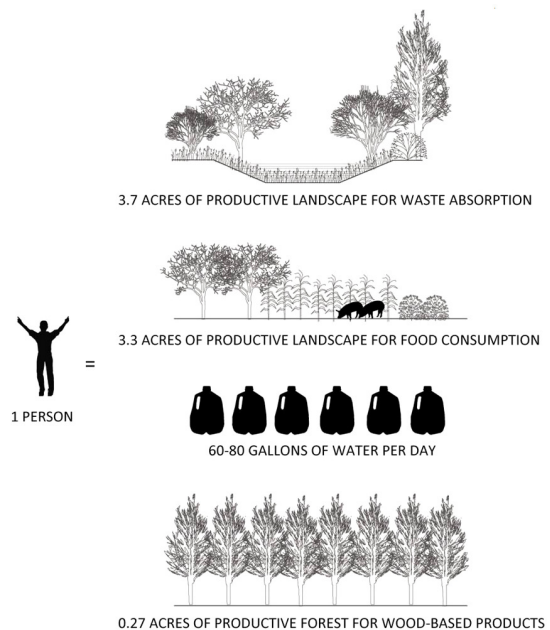 3.7 ACRES OF PRODUCTIVE LANDSCAPE FOR WASTE ABSORPTION
3.3 ACRES OF PRODUCTIVE LANDSCAPE FOR FOOD CONSUMPTION
=
1 PERSON
60-80 GALLONS OF WATER PER DAY
0.27 ACRES OF PRODUCTIVE FOREST FOR WOOD-BASED PRODUCTS